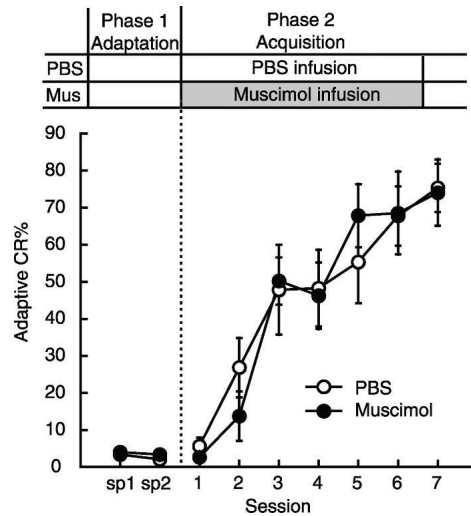 Phase 1 Phase 2
Adaptation Acquisition
PBS PBS infusion
Mus Muscimol infusion
90
80
70
60
50
40
30
20
10
0
Adaptive CR%
PBS
Muscimol
sp1 sp2 1 2 3 4 5 6 7
Session